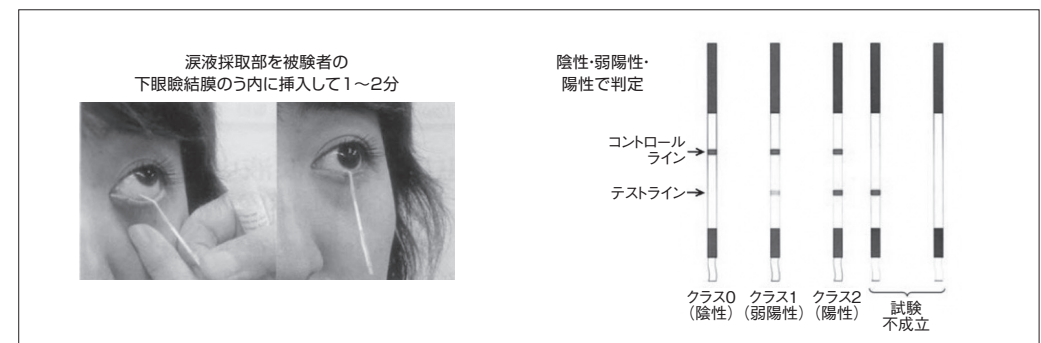 涙液採取部を被験者の
下眼瞼結膜のう内に挿入して1〜2分
陰性・弱陽性・
陽性で判定
コントロール
ライン
テストライン
クラス0
（陰性）
クラス1
（弱陽性）
クラス2
（陽性）
試験
不成立